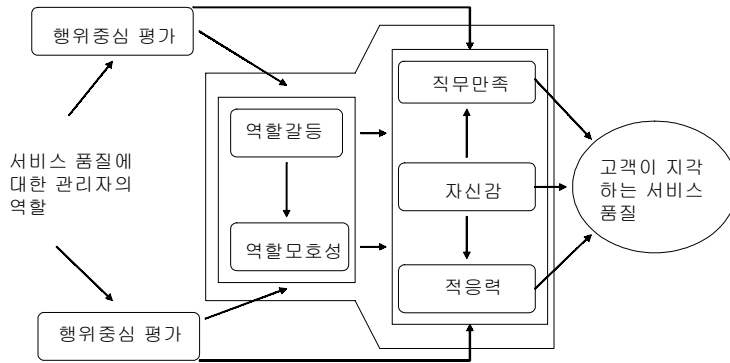 행위중심 평가
서비스 품질에
대한 관리자의
역할
행위중심 평가
역할갈등
역할모호성
직무만족
자신감
적응력
고객이 지각
하는 서비스
품질